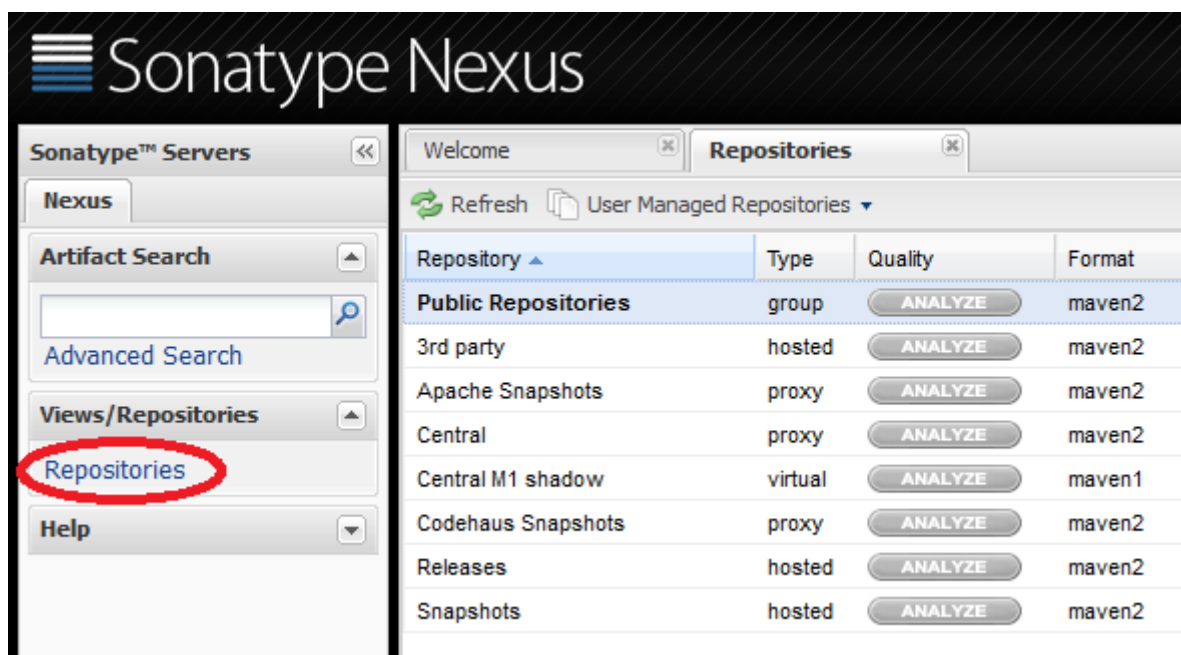 Sonatype Nexus
Sonatype™ Servers
Nexus
Artifact Search
Advanced Search
Views/Repositories
Repositories
Help
Welcome Repositories
Refresh User Managed Repositories
Repository Type Quality Format
Public Repositories group ANALYZE maven2
3rd party hosted ANALYZE maven2
Apache Snapshots proxy ANALYZE maven2
Central proxy ANALYZE maven2
Central M1 shadow virtual ANALYZE maven1
Codehaus Snapshots proxy ANALYZE maven2
Releases hosted ANALYZE maven2
Snapshots hosted ANALYZE maven2